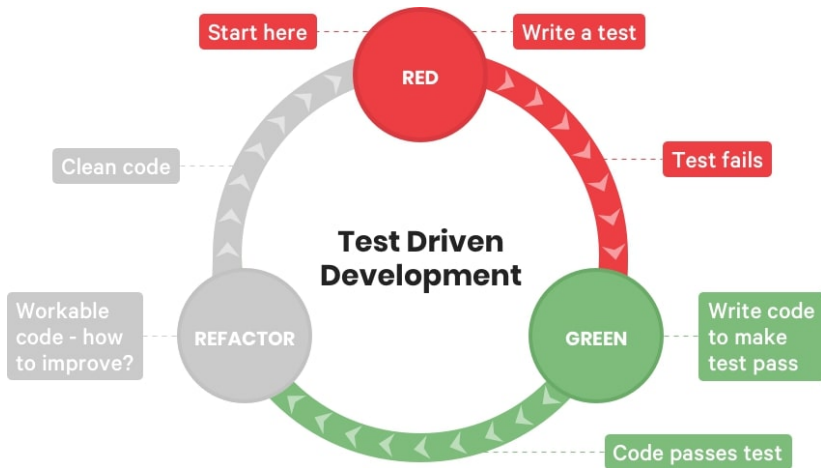 Start here
Write a test
RED
Clean code
Test fails
Test Driven
Development
Workable
code - how
to improve?
REFACTOR
GREEN
Write code
to make
test pass
Code passes test